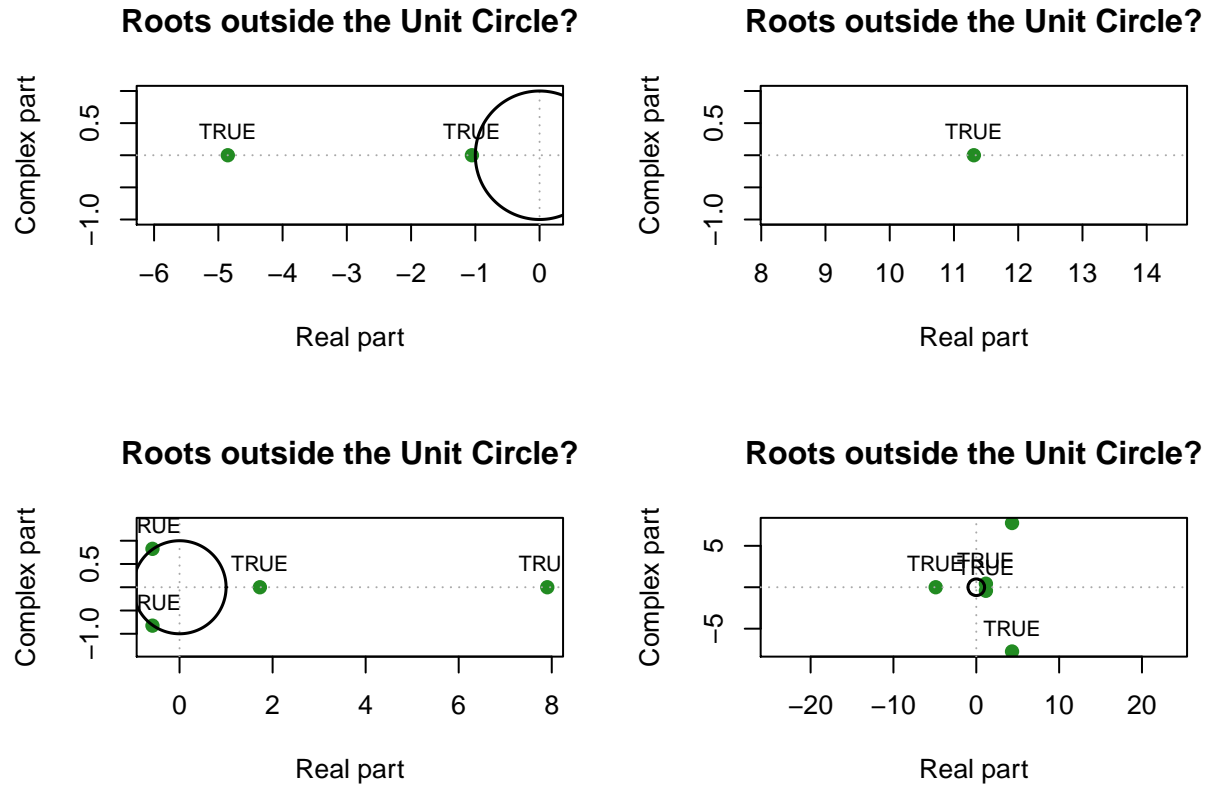 Roots outside the Unit Circle?
Complex part
−1.0 0.5
TRUE TRUE
−6 −5 −4 −3 −2 −1 0
Real part
Roots outside the Unit Circle?
Complex part
−1.0 0.5
TRUE
8 9 10 11 12 13 14
Real part
Roots outside the Unit Circle?
Complex part
−1.0 0.5
RUE
TRUE TRU
RUE
0 2 4 6 8
Real part
Roots outside the Unit Circle?
Complex part
−5 5
TRUE TRUE
TRUE
TRUE
−20 −10 0 10 20
Real part